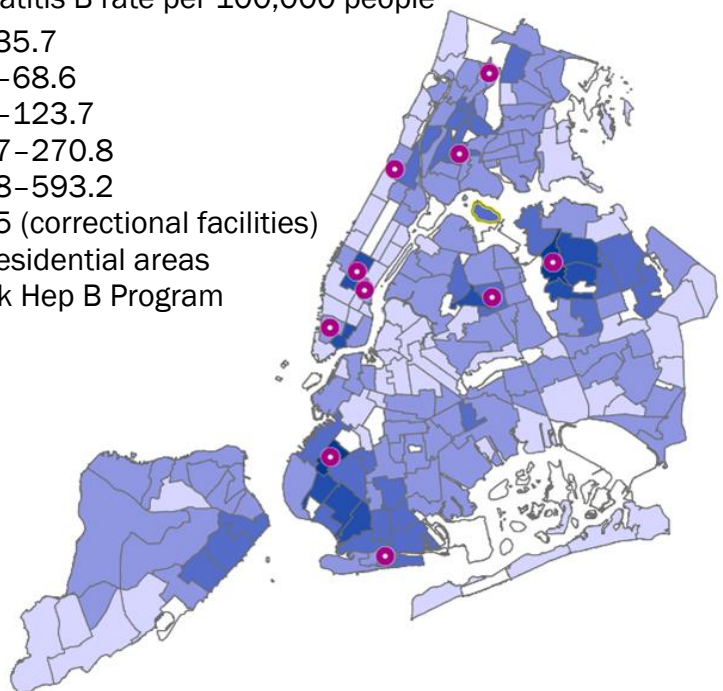 atitis B rate per 100,000 people
35.7
–68.6
–123.7
7–270.8
8–593.2
5 (correctional facilities)
esidential areas
k Hep B Program